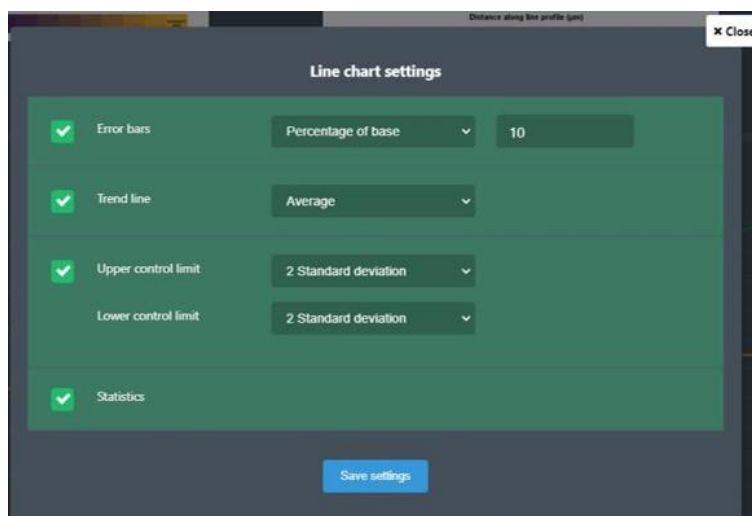 Distance along line profile (µm)
× Close
Line chart settings
Error bars Percentage of base 10
Trend line Average
Upper control limit 2 Standard deviation
Lower control limit 2 Standard deviation
Statistics
Save settings